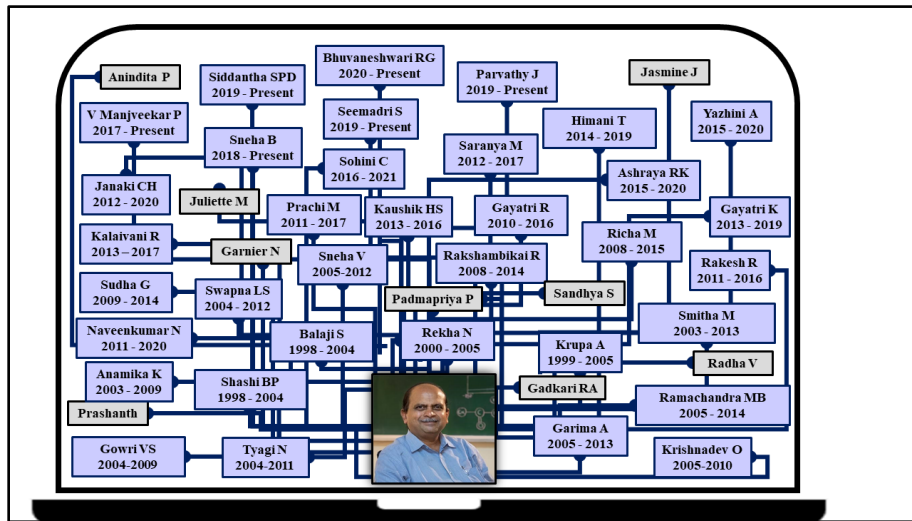 Anindita P
Siddantha SPD
2019 - Present
Bhuvaneshwari RG
2020 - Present
Parvathy J
2019 - Present
Jasmine J
V Manjveekar P
2017 - Present
Sneha B
2018 - Present
Seemadri S
2019 - Present
Himani T
2014 - 2019
Yazhini A
2015 - 2020
Saranya M
2012 - 2017
Sohini C
2016 - 2021
Ashraya RK
2015 - 2020
Janaki CH
2012 - 2020
Juliette M
Prachi M
2011 - 2017
Kaushik HS
2013 - 2016
Gayatri R
2010 - 2016
Gayatri K
2013 - 2019
Kalaivani R
2013 – 2017
Garnier N
Richa M
2008 - 2015
Sneha V
2005-2012
Rakshambikai R
2008 - 2014
Rakesh R
2011 - 2016
Sudha G
2009 - 2014
Swapna LS
2004 - 2012
Padmapriya P
Sandhya S
Smitha M
2003 - 2013
Naveenkumar N
2011 - 2020
Balaji S
1998 - 2004
Rekha N
2000 - 2005
Krupa A
1999 - 2005
Radha V
Anamika K
2003 - 2009
Shashi BP
1998 - 2004
Gadkari RA
Ramachandra MB
2005 - 2014
Prashanth
Garima A
2005 - 2013
Gowri VS
2004-2009
Tyagi N
2004-2011
Krishnadev O
2005-2010